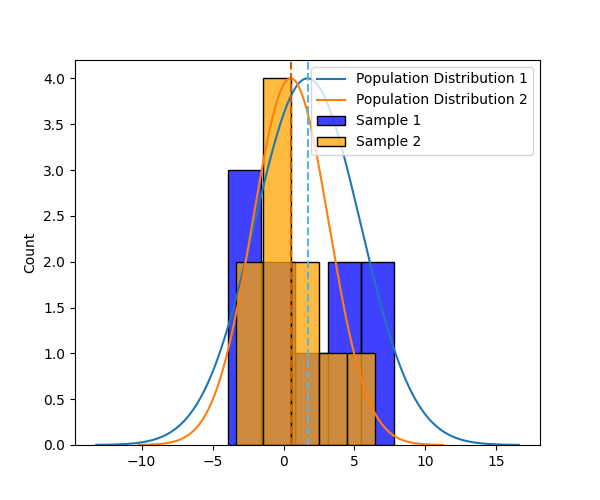 Population Distribution 1
Population Distribution 2
Sample 1
Sample 2
Count
4.0
3.5
3.0
2.5
2.0
1.5
1.0
0.5
0.0
−10 −5 0 5 10 15